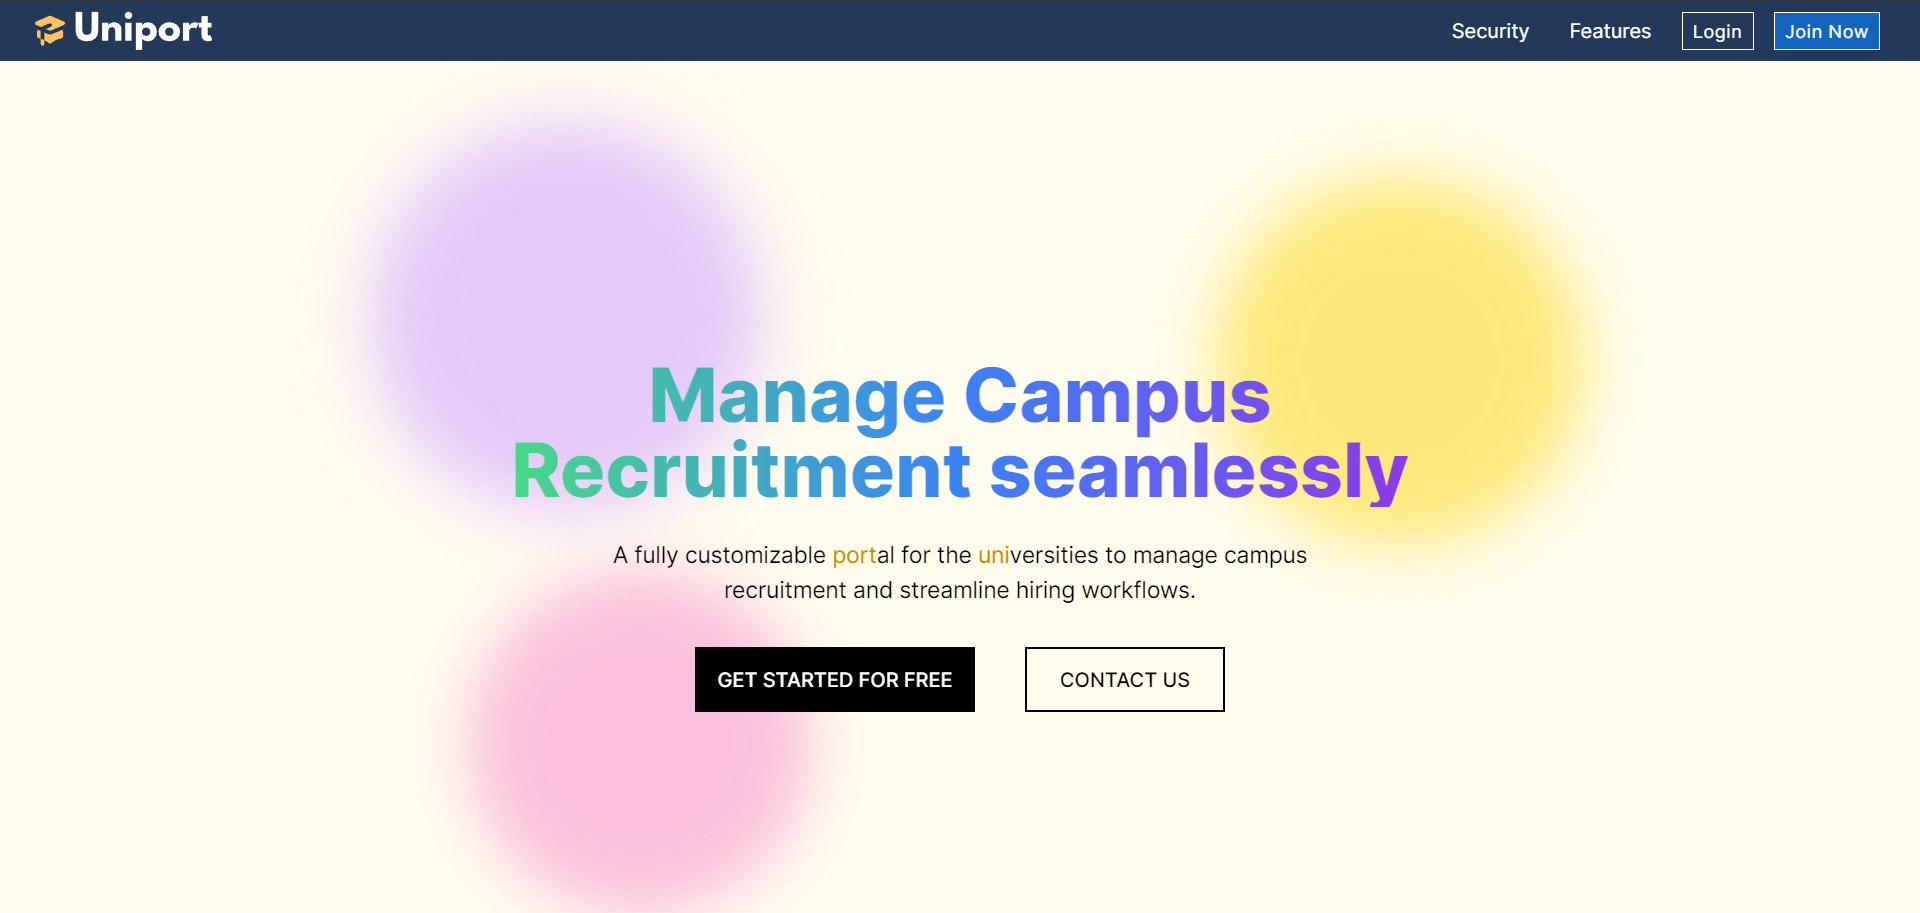 Uniport
Security
Features
Login
Join Now
Manage Campus
Recruitment seamlessly
A fully customizable portal for the universities to manage campus
recruitment and streamline hiring workflows.
GET STARTED FOR FREE
CONTACT US